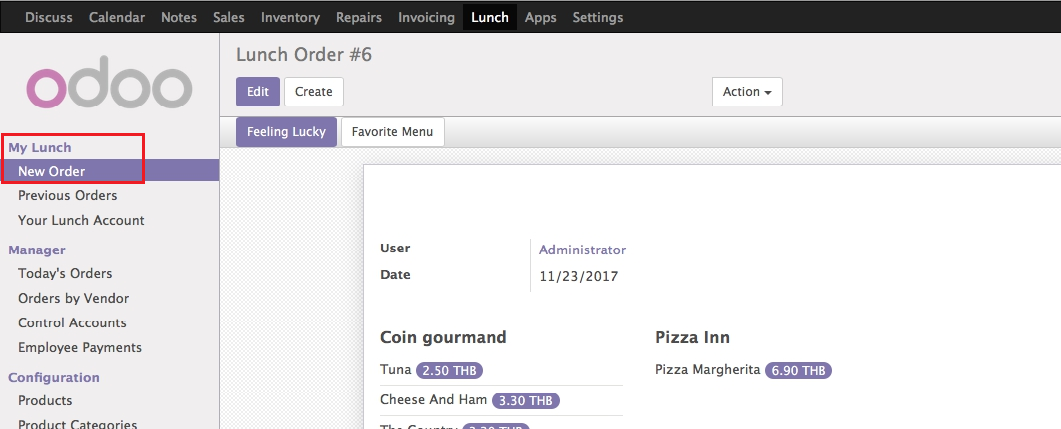 Discuss Calendar Notes Sales Inventory Repairs Invoicing Lunch Apps Settings
odoo
My Lunch
New Order
Previous Orders
Your Lunch Account
Manager
Today's Orders
Orders by Vendor
Control Accounts
Employee Payments
Configuration
Products
Product Categories
Lunch Order #6
Edit Create Action
Feeling Lucky Favorite Menu
User Administrator
Date 11/23/2017
Coin gourmand
Tuna 2.50 THB
Cheese And Ham 3.30 THB
The Country 3.30 THB
Pizza Inn
Pizza Margherita 6.90 THB